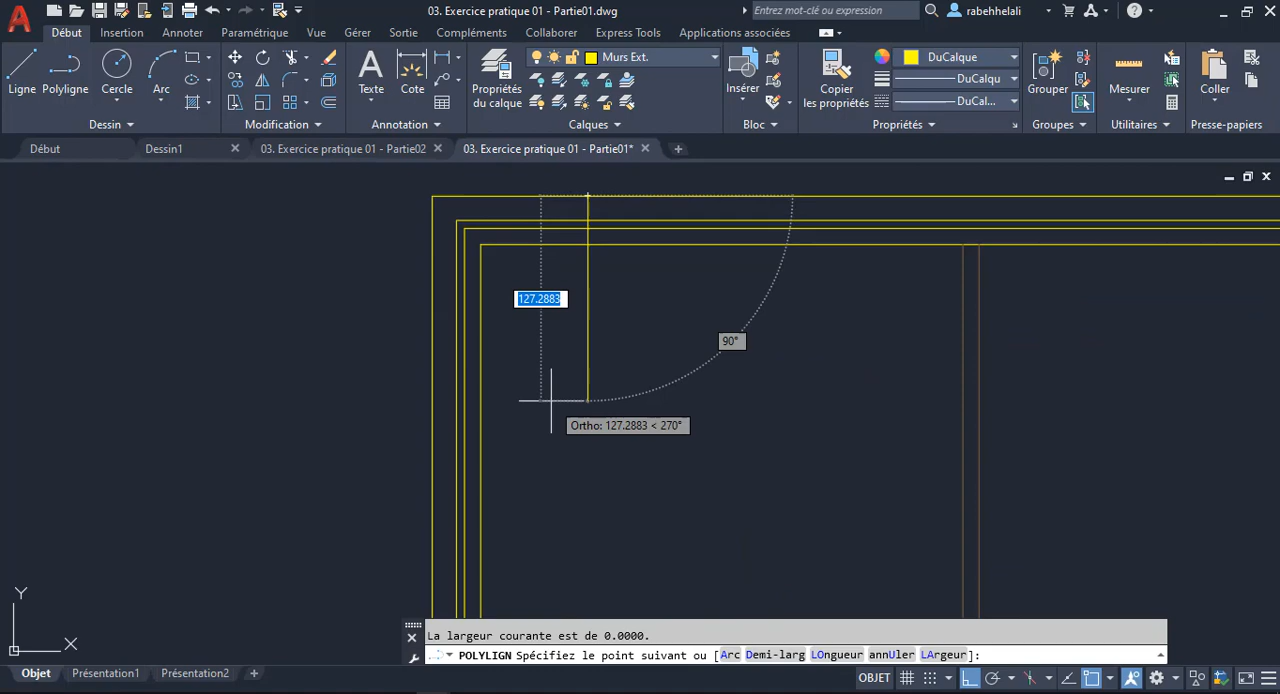 03. Exercice pratique 01 - Partie01.dwg
Entrez mot-clé ou expression
rabehhelali
Début Insertion Annoter Paramétrique Vue Gérer Sortie Compléments Collaborer Express Tools Applications associées
Ligne Polyligne Cercle Arc
Texte Cote
Propriétés du calque
Murs Ext.
Insérer
Copier les propriétés
DuCalque
DuCalqu
DuCal...
Grouper
Mesurer
Coller
Dessin Modification Annotation Calques Bloc Propriétés Groupes Utilitaires Presse-papiers
Début Dessin1 03. Exercice pratique 01 - Partie02 03. Exercice pratique 01 - Partie01*
127.2883
90°
Ortho: 127.2883 < 270°
Y
X
La largeur courante est de 0.0000.
POLYLIGN Spécifiez le point suivant ou [Arc Demi-larg LOngueur annUler LArgeur]:
Objet Présentation1 Présentation2 +
OBJET